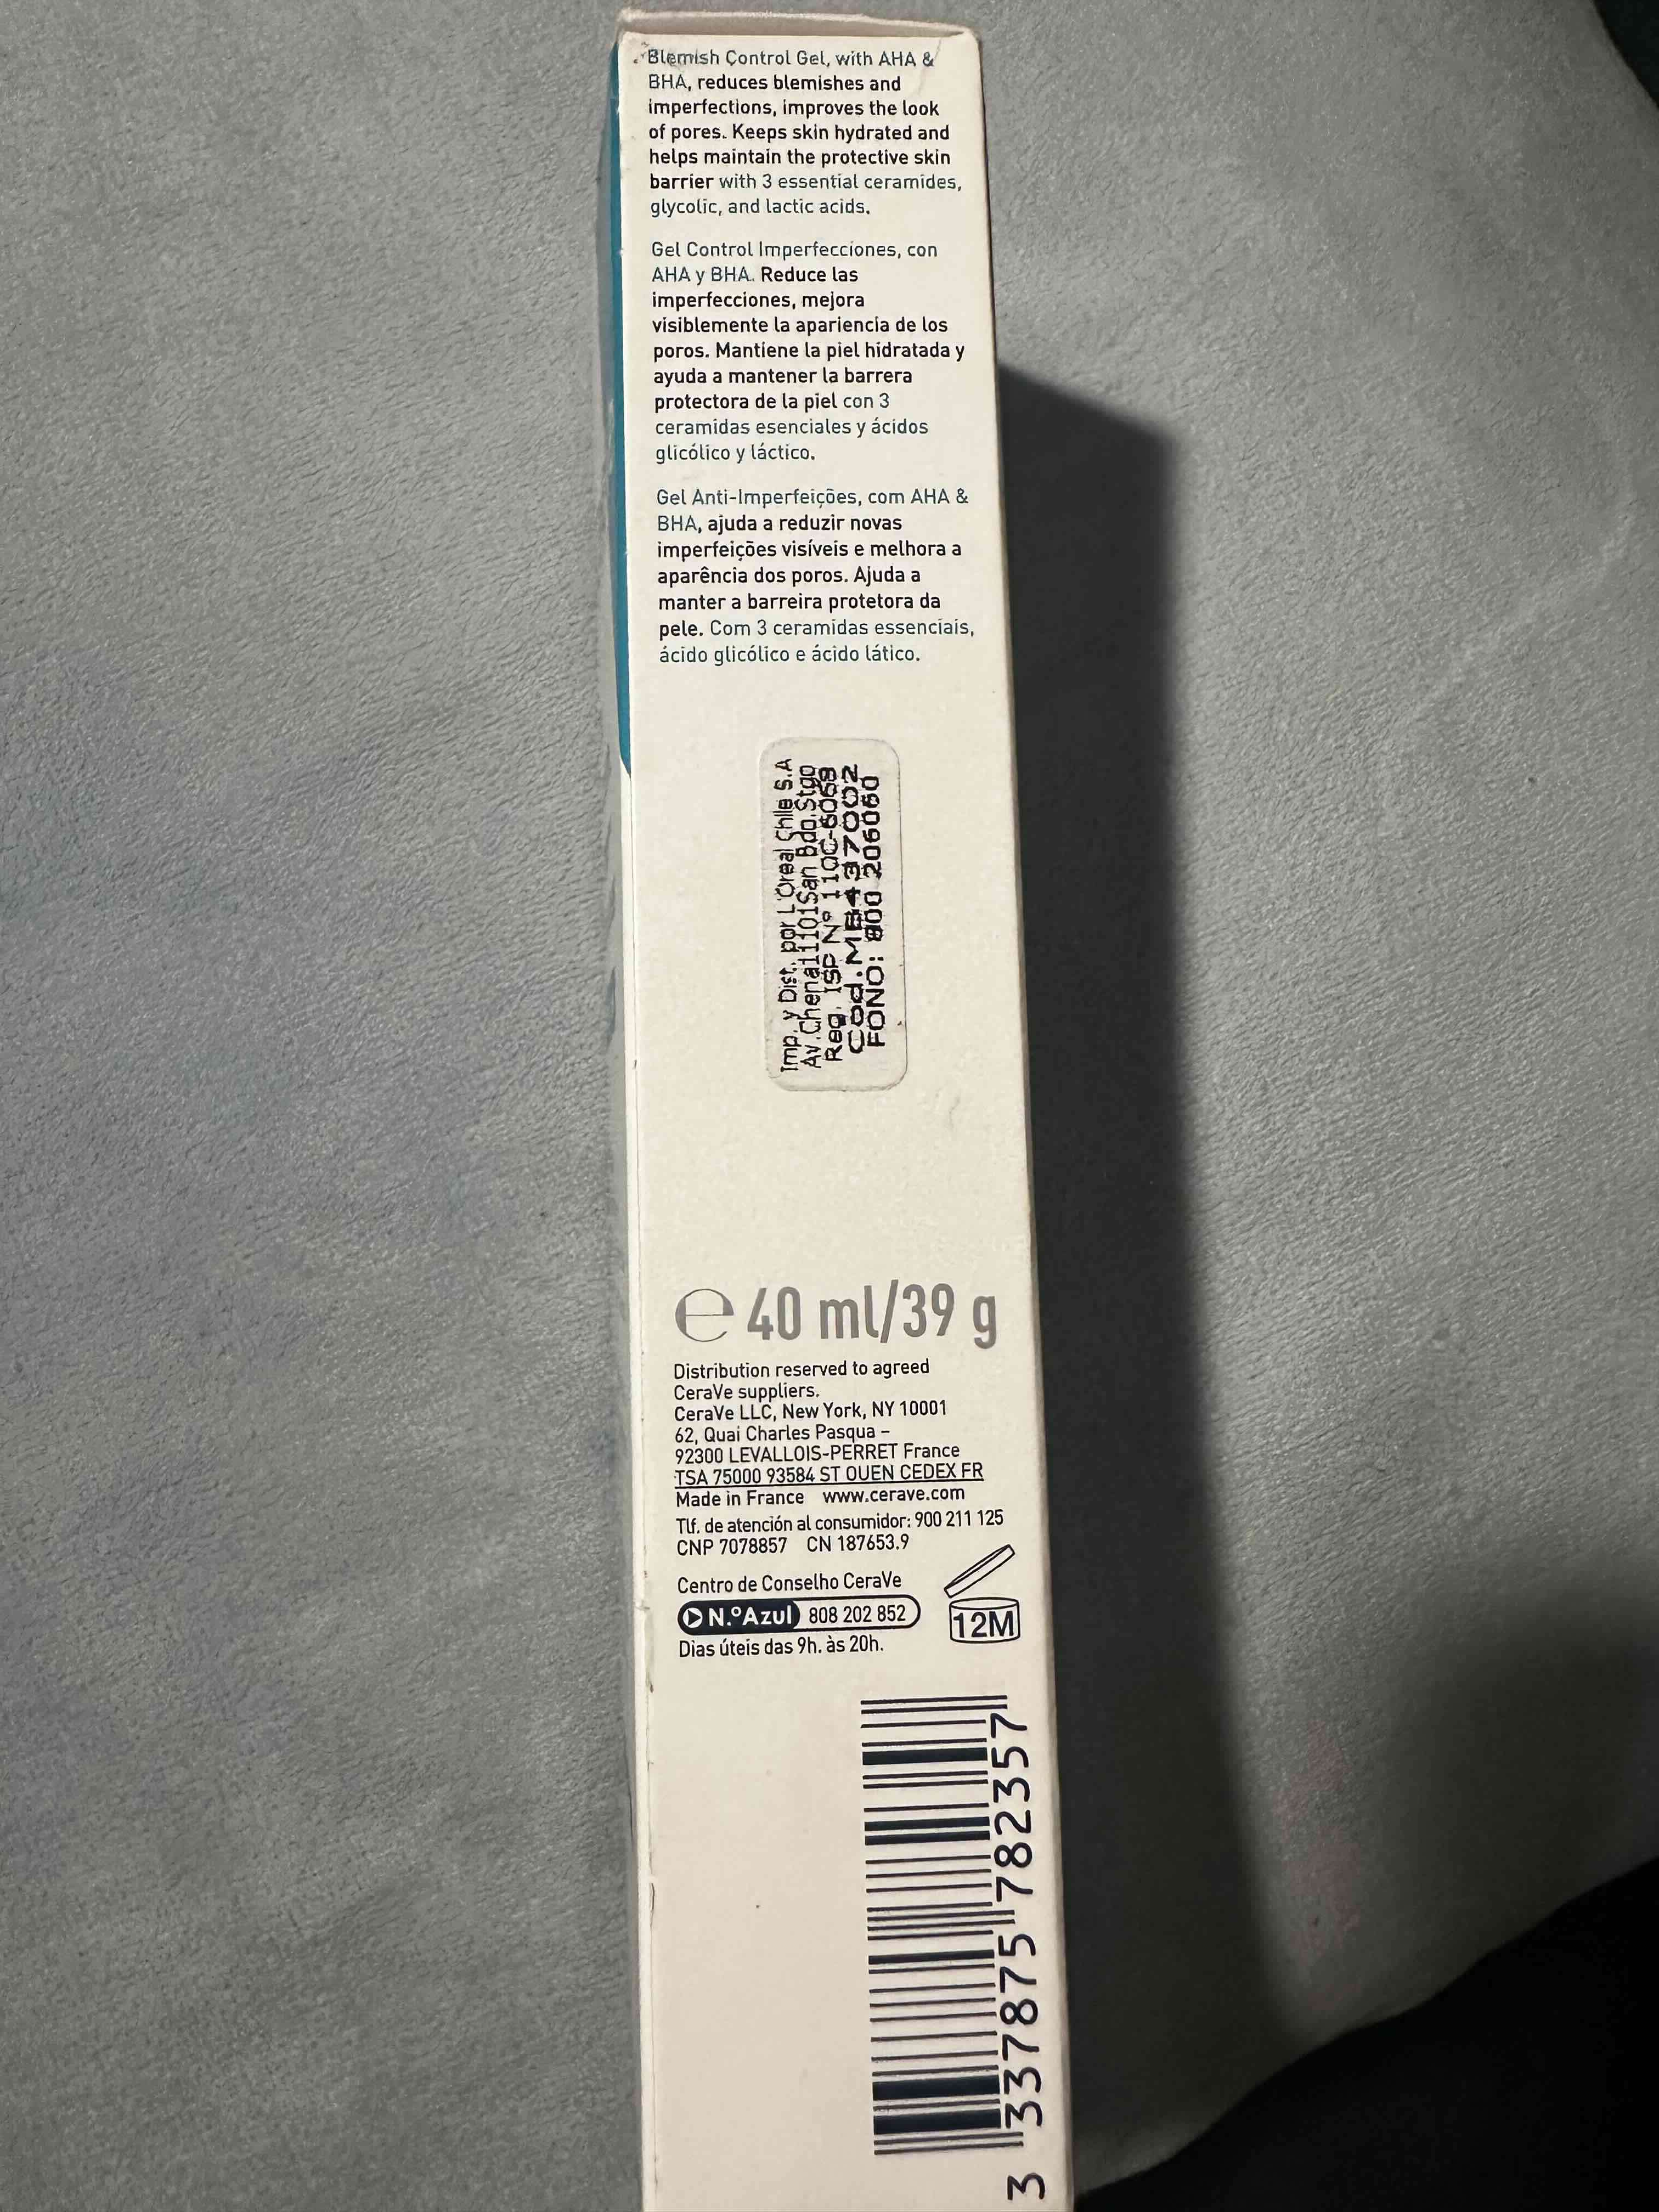 Blemish Control Gel, with AHA &
BHA, reduces blemishes and
imperfections, improves the look
of pores. Keeps skin hydrated and
helps maintain the protective skin
barrier with 3 essential ceramides,
glycolic, and lactic acids.
Gel Control Imperfecciones, con
AHA y BHA. Reduce las
imperfecciones, mejora
visiblemente la apariencia de los
poros. Mantiene la piel hidratada y
ayuda a mantener la barrera
protectora de la piel con 3
ceramidas esenciales y ácidos
glicólico y láctico.
Gel Anti-Imperfeições, com AHA &
BHA, ajuda a reduzir novas
imperfeições visíveis e melhora a
aparência dos poros. Ajuda a
manter a barreira protetora da
pele. Com 3 ceramidas essenciais,
ácido glicólico e ácido lático.
Imp. y Dist. por L'Oreal Chile S.A
Av.Chena11101San Bdo.Stgo
Reg. ISP N° 110C-6068
Cod.MB437002
FONO: 800 206060
℮ 40 ml/39 g
Distribution reserved to agreed
CeraVe suppliers.
CeraVe LLC, New York, NY 10001
62, Quai Charles Pasqua –
92300 LEVALLOIS-PERRET France
TSA 75000 93584 ST OUEN CEDEX FR
Made in France www.cerave.com
Tlf. de atención al consumidor: 900 211 125
CNP 7078857 CN 187653.9
Centro de Conselho CeraVe
N.º Azul 808 202 852
Dias úteis das 9h. às 20h.
12M
3 337875 782357